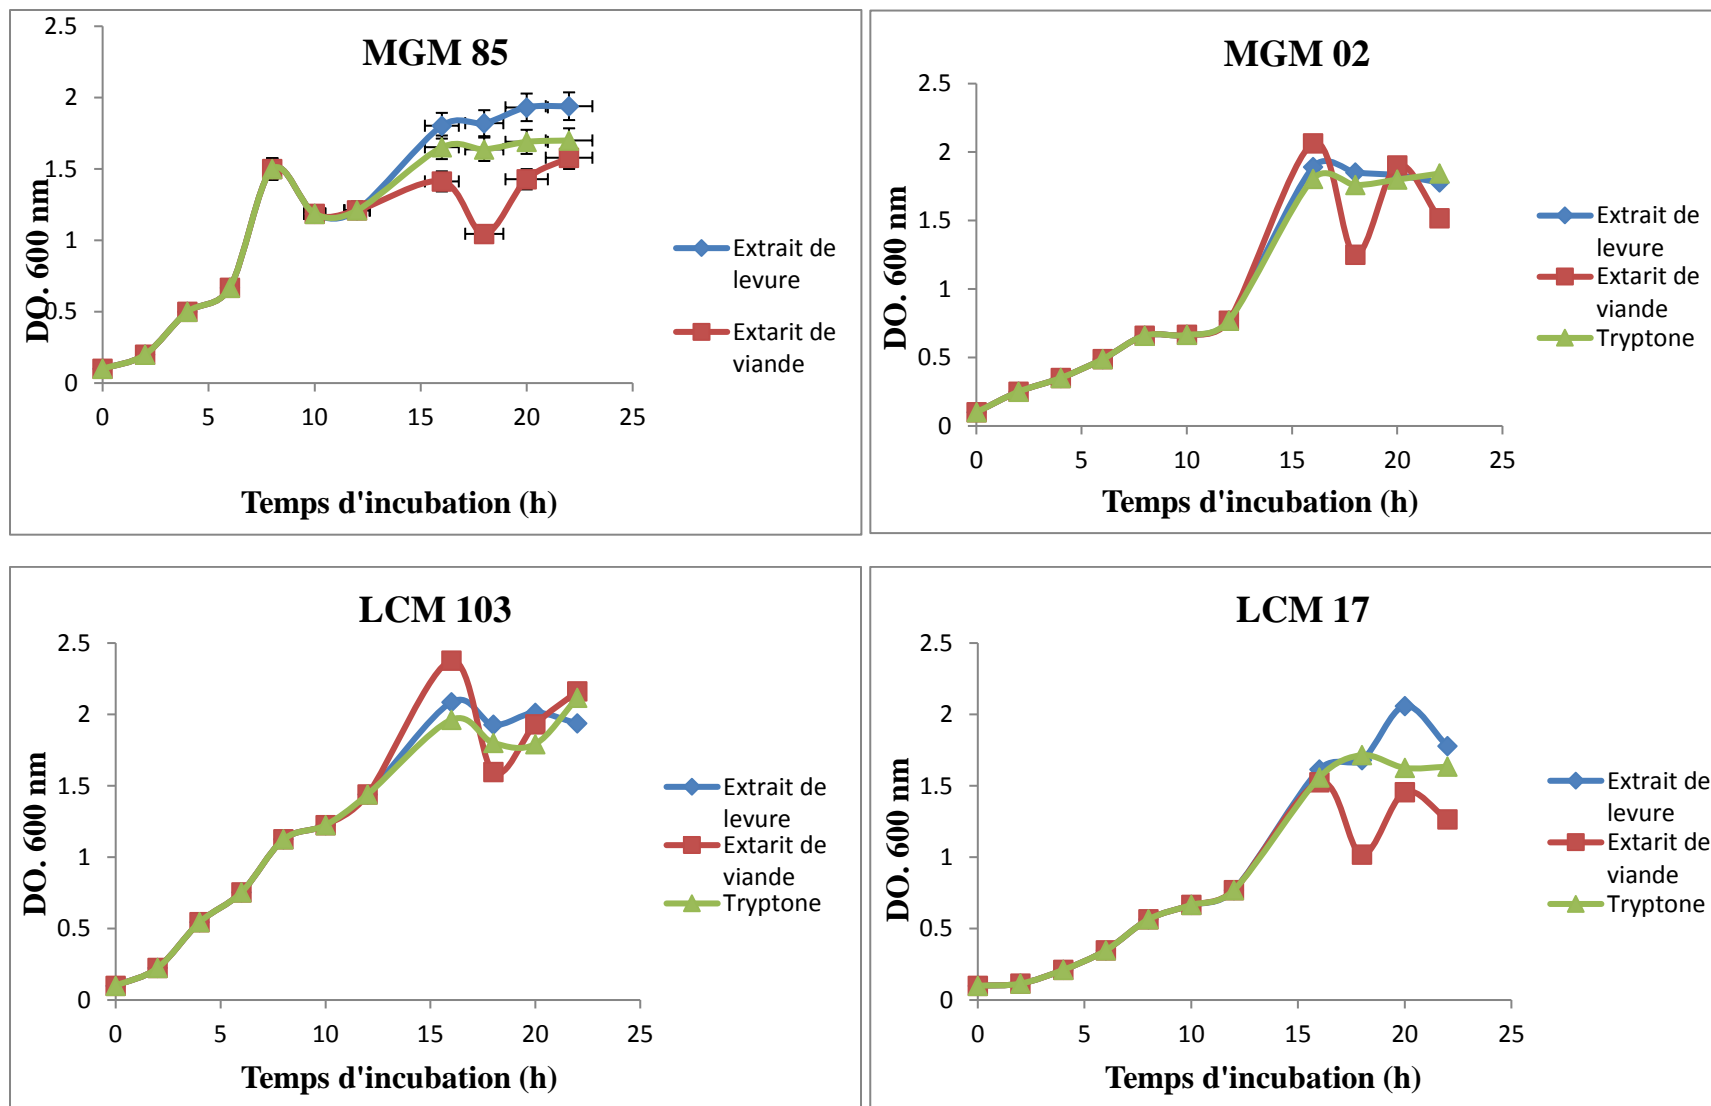 MGM 85
2.5
2
1.5
1
0.5
0
0 5 10 15 20 25
DO. 600 nm
Temps d'incubation (h)
Extrait de
levure
Extarit de
viande
MGM 02
2.5
2
1.5
1
0.5
0
0 5 10 15 20 25
DO. 600 nm
Temps d'incubation (h)
Extrait de
levure
Extarit de
viande
Tryptone
LCM 103
2.5
2
1.5
1
0.5
0
0 5 10 15 20 25
DO. 600 nm
Temps d'incubation (h)
Extrait de
levure
Extarit de
viande
Tryptone
LCM 17
2.5
2
1.5
1
0.5
0
0 5 10 15 20 25
DO. 600 nm
Temps d'incubation (h)
Extrait de
levure
Extarit de
viande
Tryptone